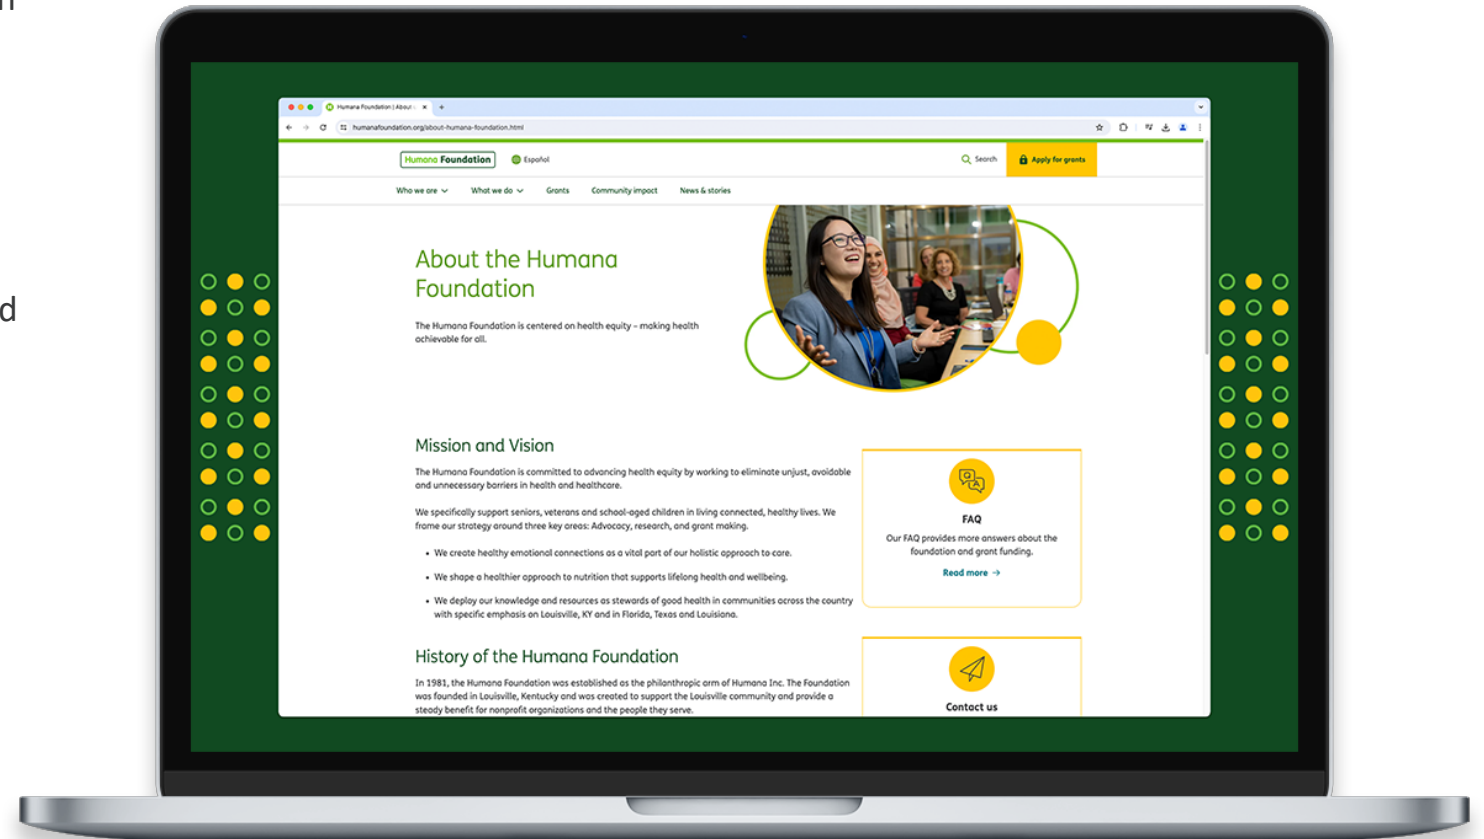 n
d
Humana Foundation | About
humanafoundation.org/about-humana-foundation.html
Humana Foundation
Español
Search
Apply for grants
Who we are
What we do
Grants
Community impact
News & stories
About the Humana
Foundation
The Humana Foundation is centered on health equity – making health
achievable for all.
Mission and Vision
The Humana Foundation is committed to advancing health equity by working to eliminate unjust, avoidable
and unnecessary barriers in health and healthcare.
We specifically support seniors, veterans and school-aged children in living connected, healthy lives. We
frame our strategy around three key areas: Advocacy, research, and grant making.
• We create healthy emotional connections as a vital part of our holistic approach to care.
• We shape a healthier approach to nutrition that supports lifelong health and wellbeing.
• We deploy our knowledge and resources as stewards of good health in communities across the country
with specific emphasis on Louisville, KY and in Florida, Texas and Louisiana.
History of the Humana Foundation
In 1981, the Humana Foundation was established as the philanthropic arm of Humana Inc. The Foundation
was founded in Louisville, Kentucky and was created to support the Louisville community and provide a
steady benefit for nonprofit organizations and the people they serve.
Q
A
FAQ
Our FAQ provides more answers about the
foundation and grant funding.
Read more →
Contact us